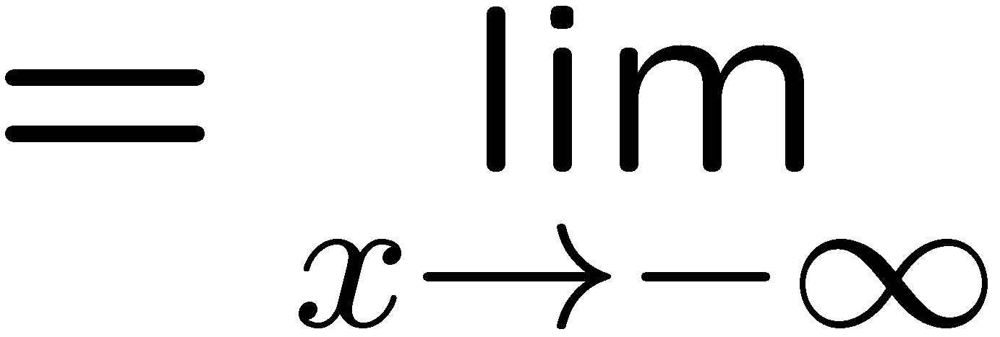 = lim
x→−∞